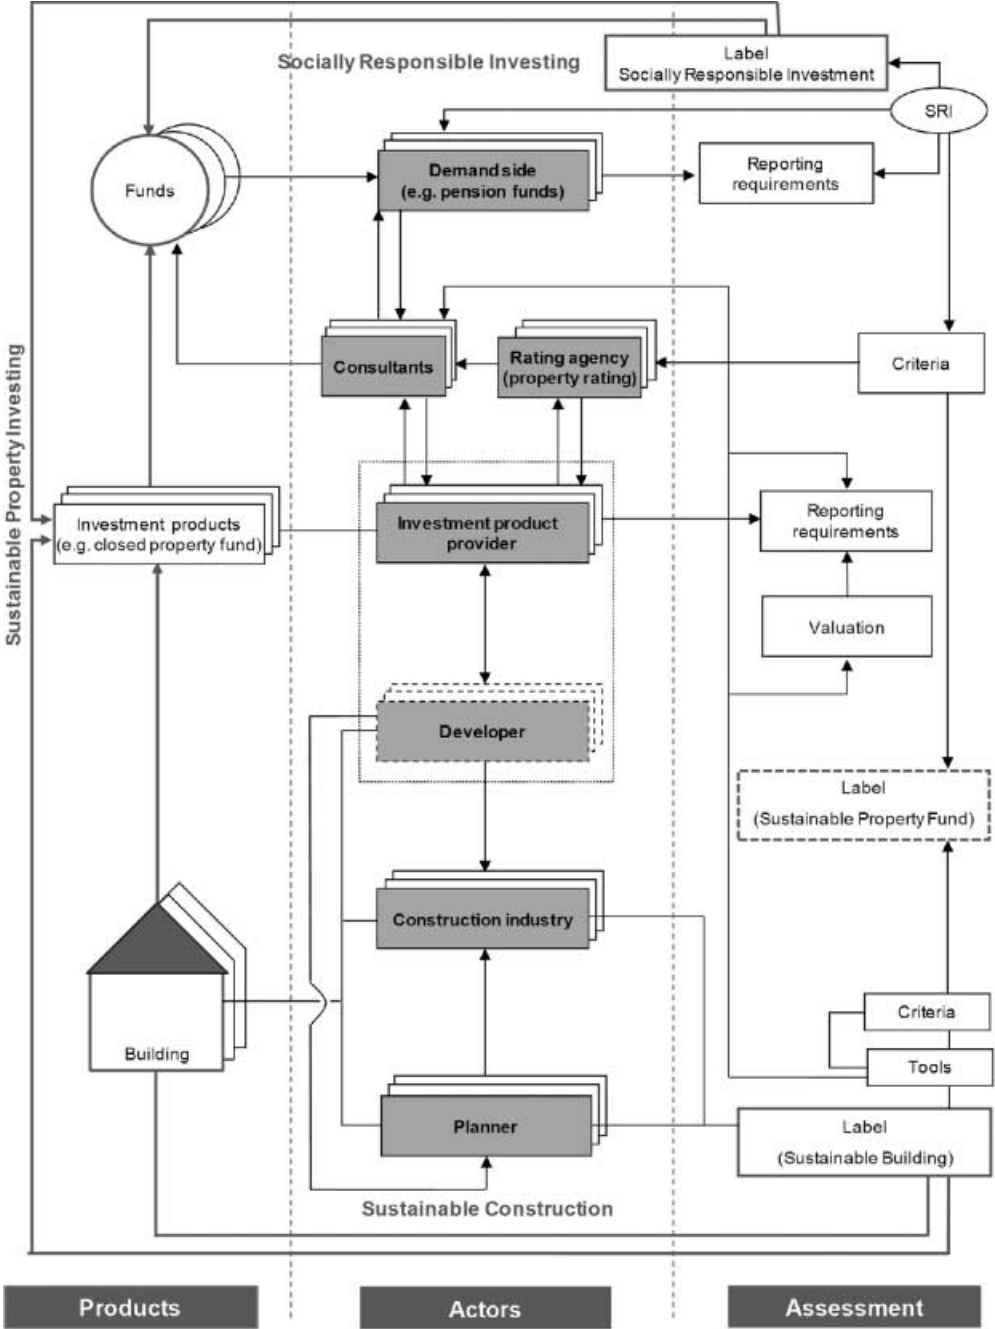 Label
Socially Responsible Investment
Socially Responsible Investing
SRI
Funds
Demand side
(e.g. pension funds)
Reporting
requirements
Consultants
Rating agency
(property rating)
Criteria
Sustainable Property Investing
Investment products
(e.g. closed property fund)
Investment product
provider
Reporting
requirements
Valuation
Developer
Label
(Sustainable Property Fund)
Construction industry
Building
Criteria
Tools
Planner
Label
(Sustainable Building)
Sustainable Construction
Products
Actors
Assessment